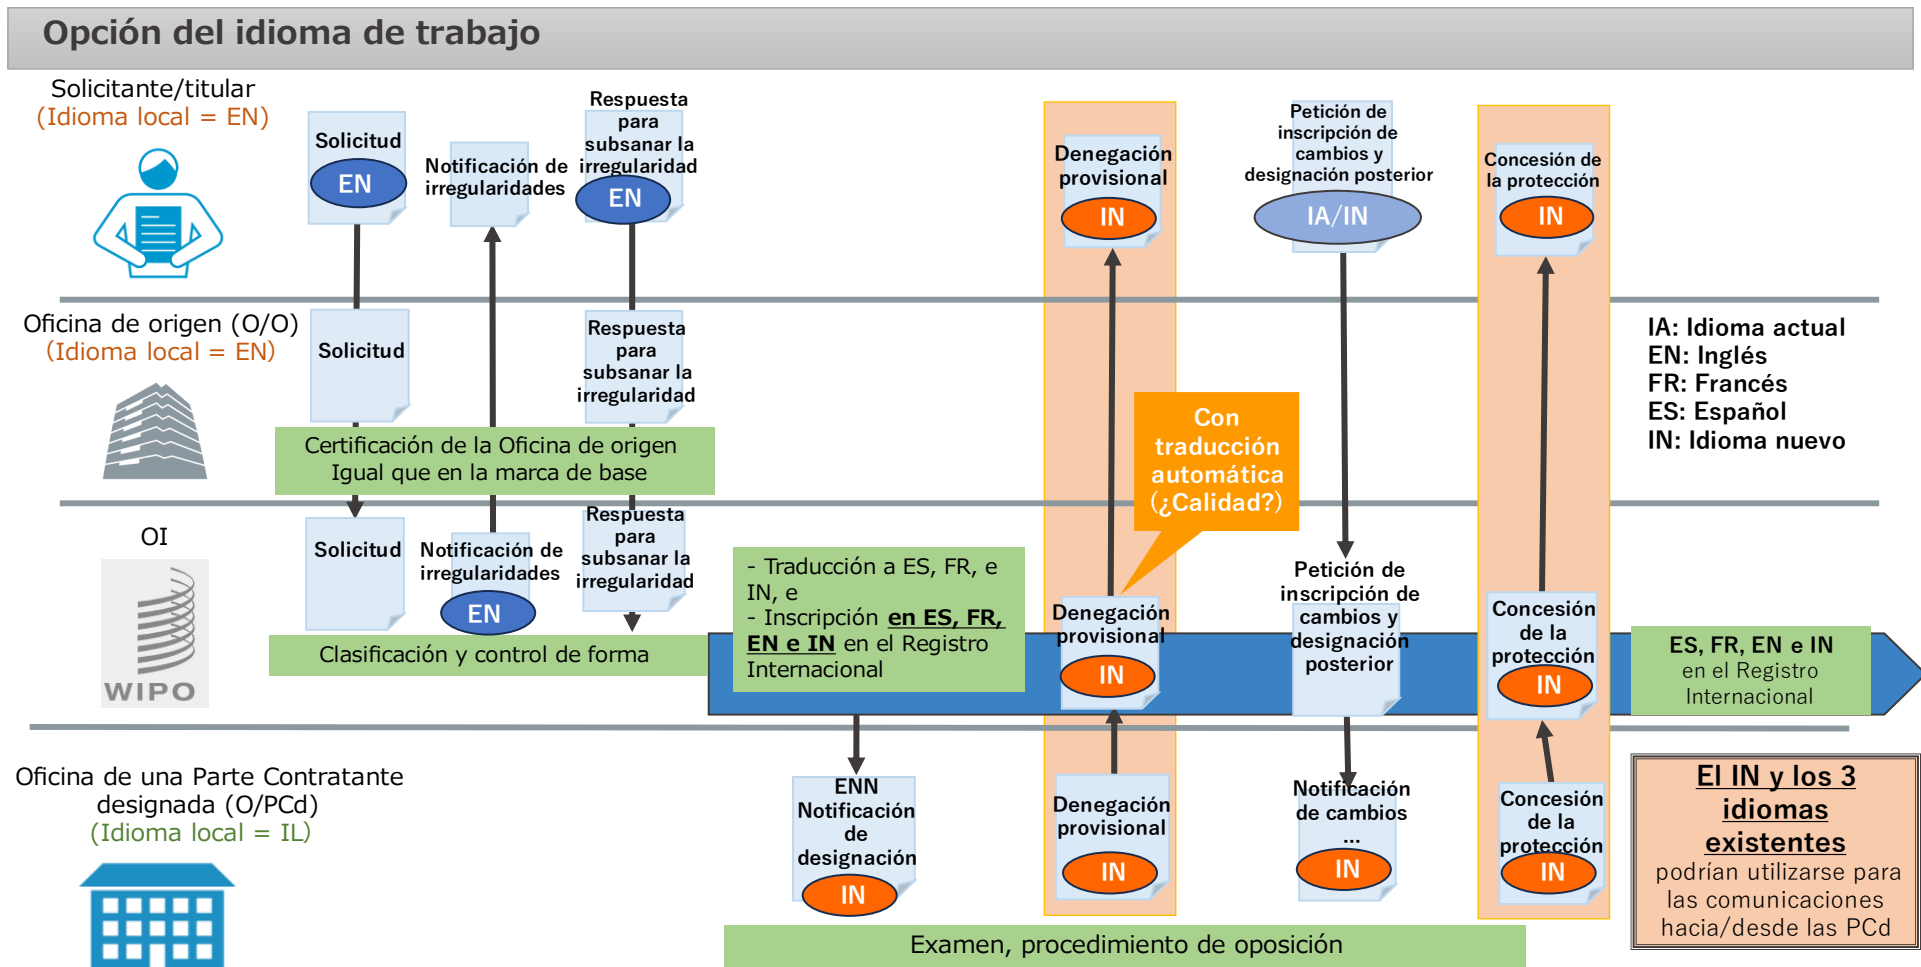 Opción del idioma de trabajo
Solicitante/titular
(Idioma local = EN)
Solicitud
EN
Notificación de
irregularidades
Respuesta
para
subsanar la
irregularidad
EN
Denegación
provisional
IN
Petición de
inscripción de
cambios y
designación posterior
IA/IN
Concesión de
la protección
IN
Oficina de origen (O/O)
(Idioma local = EN)
Solicitud
Respuesta
para
subsanar la
irregularidad
Certificación de la Oficina de origen
Igual que en la marca de base
Con
traducción
automática
(¿Calidad?)
IA: Idioma actual
EN: Inglés
FR: Francés
ES: Español
IN: Idioma nuevo
OI
WIPO
Solicitud
Notificación de
irregularidades
EN
Respuesta
para
subsanar la
irregularidad
Clasificación y control de forma
- Traducción a ES, FR, e
IN, e
- Inscripción en ES, FR,
EN e IN en el Registro
Internacional
Denegación
provisional
IN
Petición de
inscripción de
cambios y
designación
posterior
Concesión
de la
protección
IN
ES, FR, EN e IN
en el Registro
Internacional
Oficina de una Parte Contratante
designada (O/PCd)
(Idioma local = IL)
ENN
Notificación
de
designación
IN
Denegación
provisional
IN
Notificación
de cambios
...
IN
Concesión
de la
protección
IN
El IN y los 3
idiomas
existentes
podrían utilizarse para
las comunicaciones
hacia/desde las PCd
Examen, procedimiento de oposición